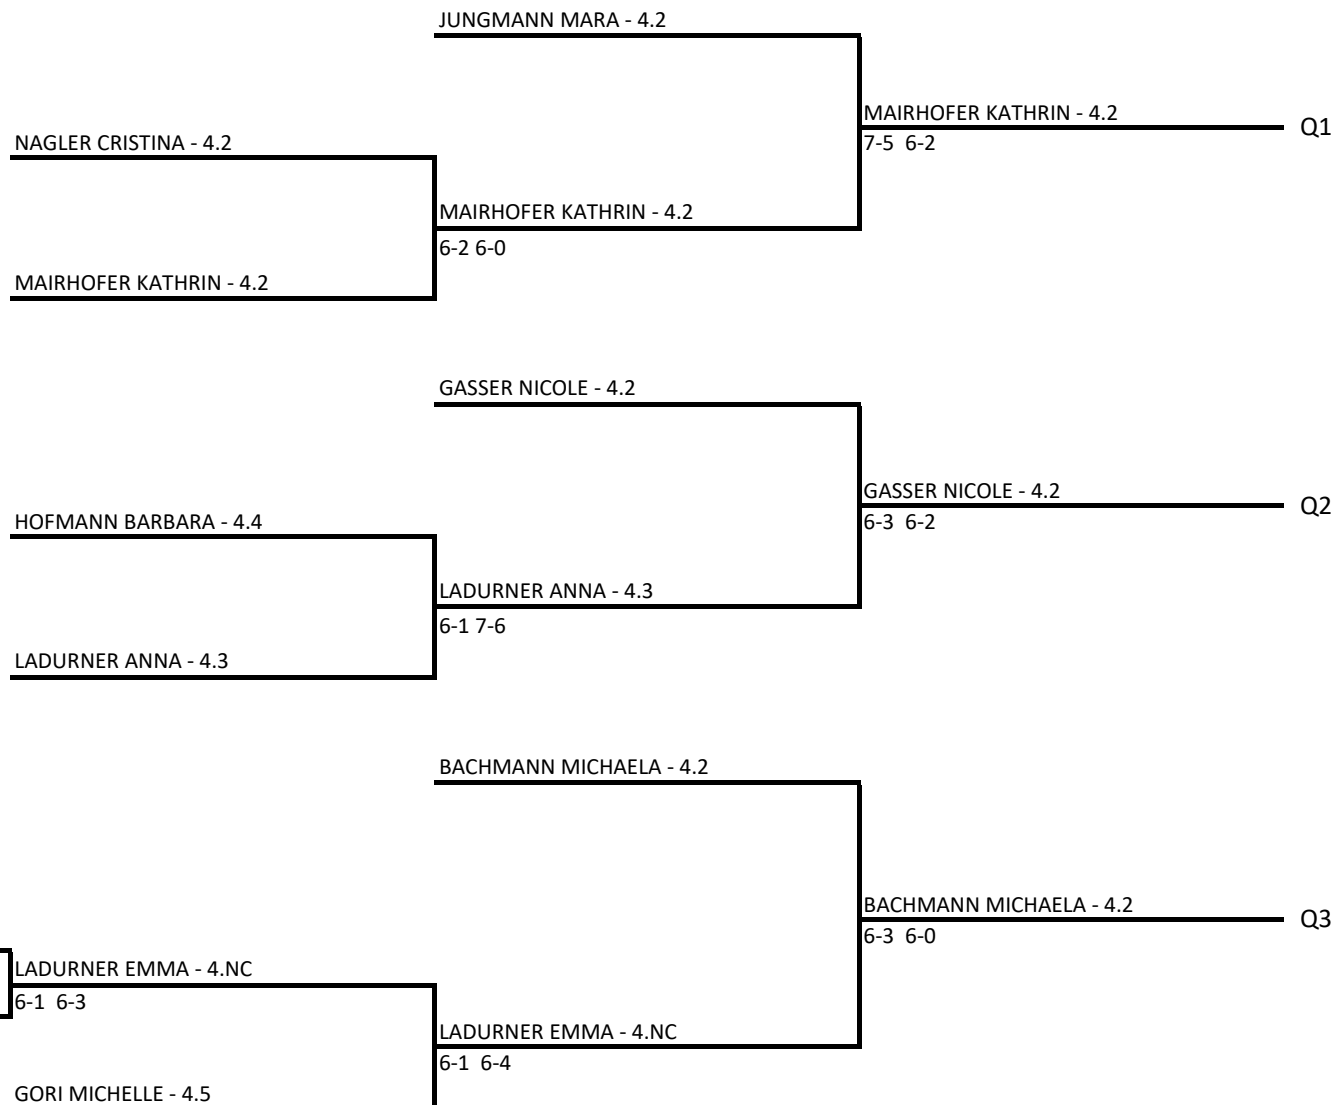 JUNGMANN MARA - 4.2
MAIRHOFER KATHRIN - 4.2
Q1
NAGLER CRISTINA - 4.2
7-5  6-2
MAIRHOFER KATHRIN - 4.2
6-2 6-0
MAIRHOFER KATHRIN - 4.2
GASSER NICOLE - 4.2
GASSER NICOLE - 4.2
Q2
HOFMANN BARBARA - 4.4
6-3  6-2
LADURNER ANNA - 4.3
6-1 7-6
LADURNER ANNA - 4.3
BACHMANN MICHAELA - 4.2
BACHMANN MICHAELA - 4.2
Q3
6-3  6-0
LADURNER EMMA - 4.NC
6-1  6-3
LADURNER EMMA - 4.NC
6-1  6-4
GORI MICHELLE - 4.5